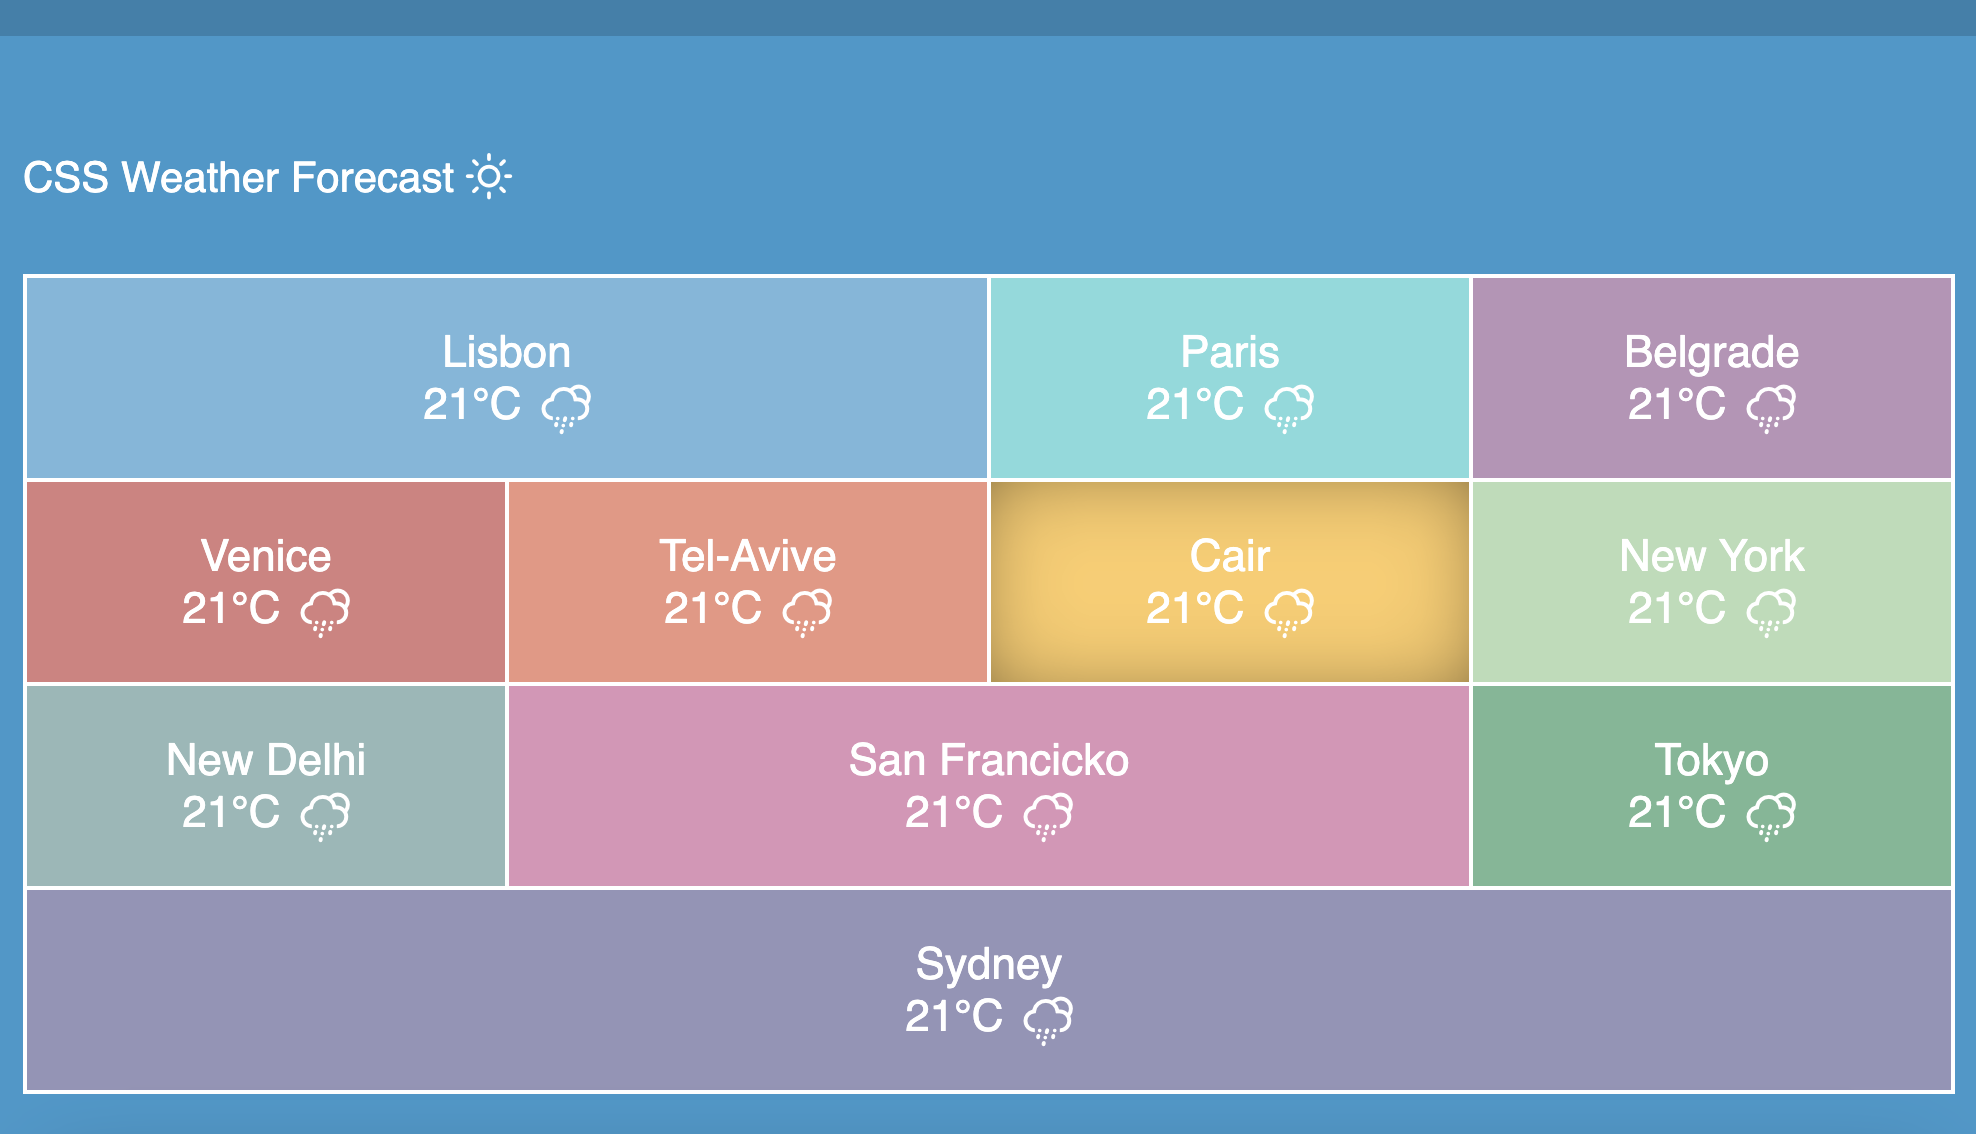 CSS Weather Forecast
Lisbon
21°C
Paris
21°C
Belgrade
21°C
Venice
21°C
Tel-Avive
21°C
Cair
21°C
New York
21°C
New Delhi
21°C
San Francicko
21°C
Tokyo
21°C
Sydney
21°C